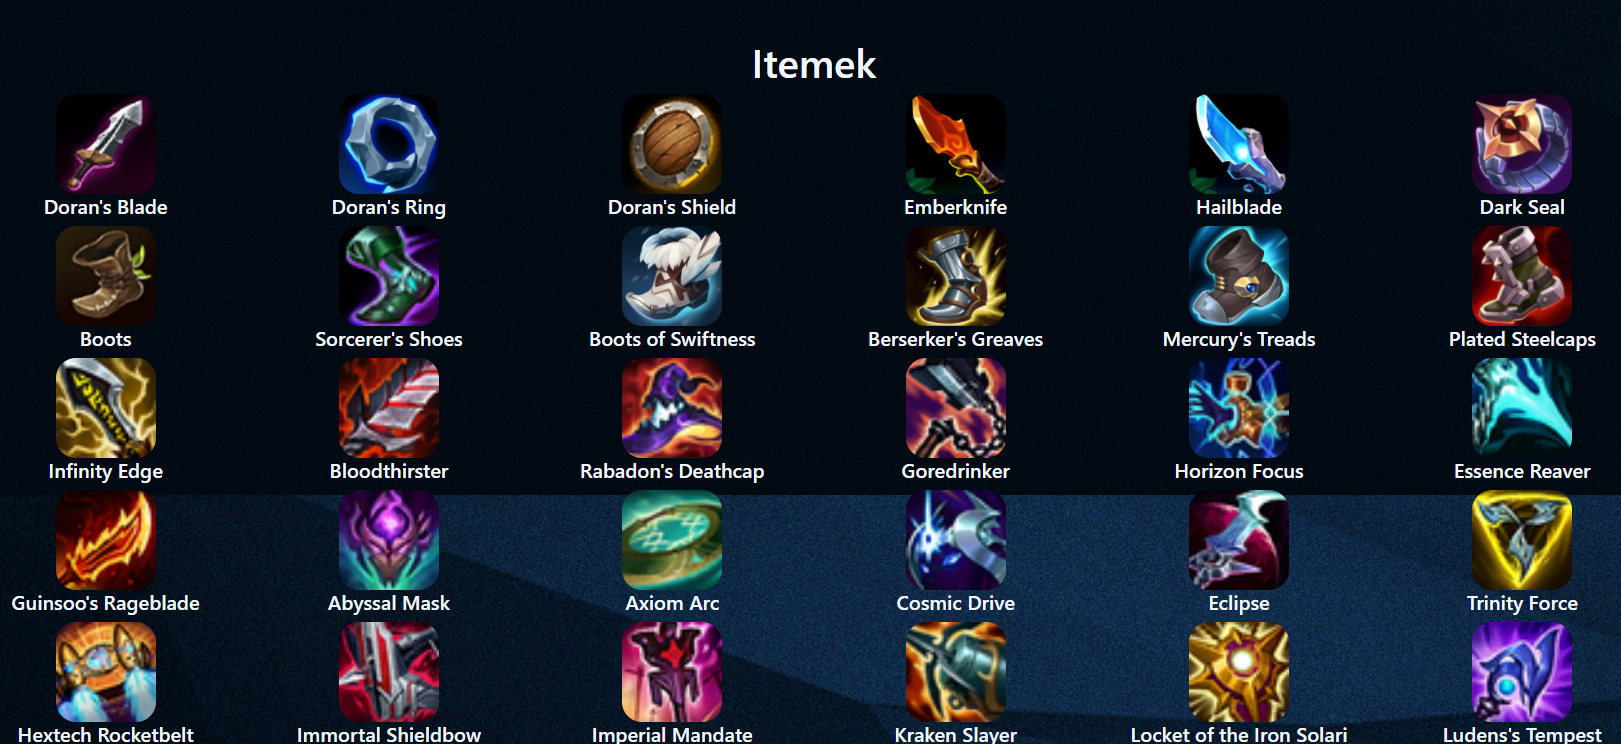 Itemek
Doran's Blade
Doran's Ring
Doran's Shield
Emberknife
Hailblade
Dark Seal
Boots
Sorcerer's Shoes
Boots of Swiftness
Berserker's Greaves
Mercury's Treads
Plated Steelcaps
Infinity Edge
Bloodthirster
Rabadon's Deathcap
Goredrinker
Horizon Focus
Essence Reaver
Guinsoo's Rageblade
Abyssal Mask
Axiom Arc
Cosmic Drive
Eclipse
Trinity Force
Hextech Rocketbelt
Immortal Shieldbow
Imperial Mandate
Kraken Slayer
Locket of the Iron Solari
Ludens's Tempest